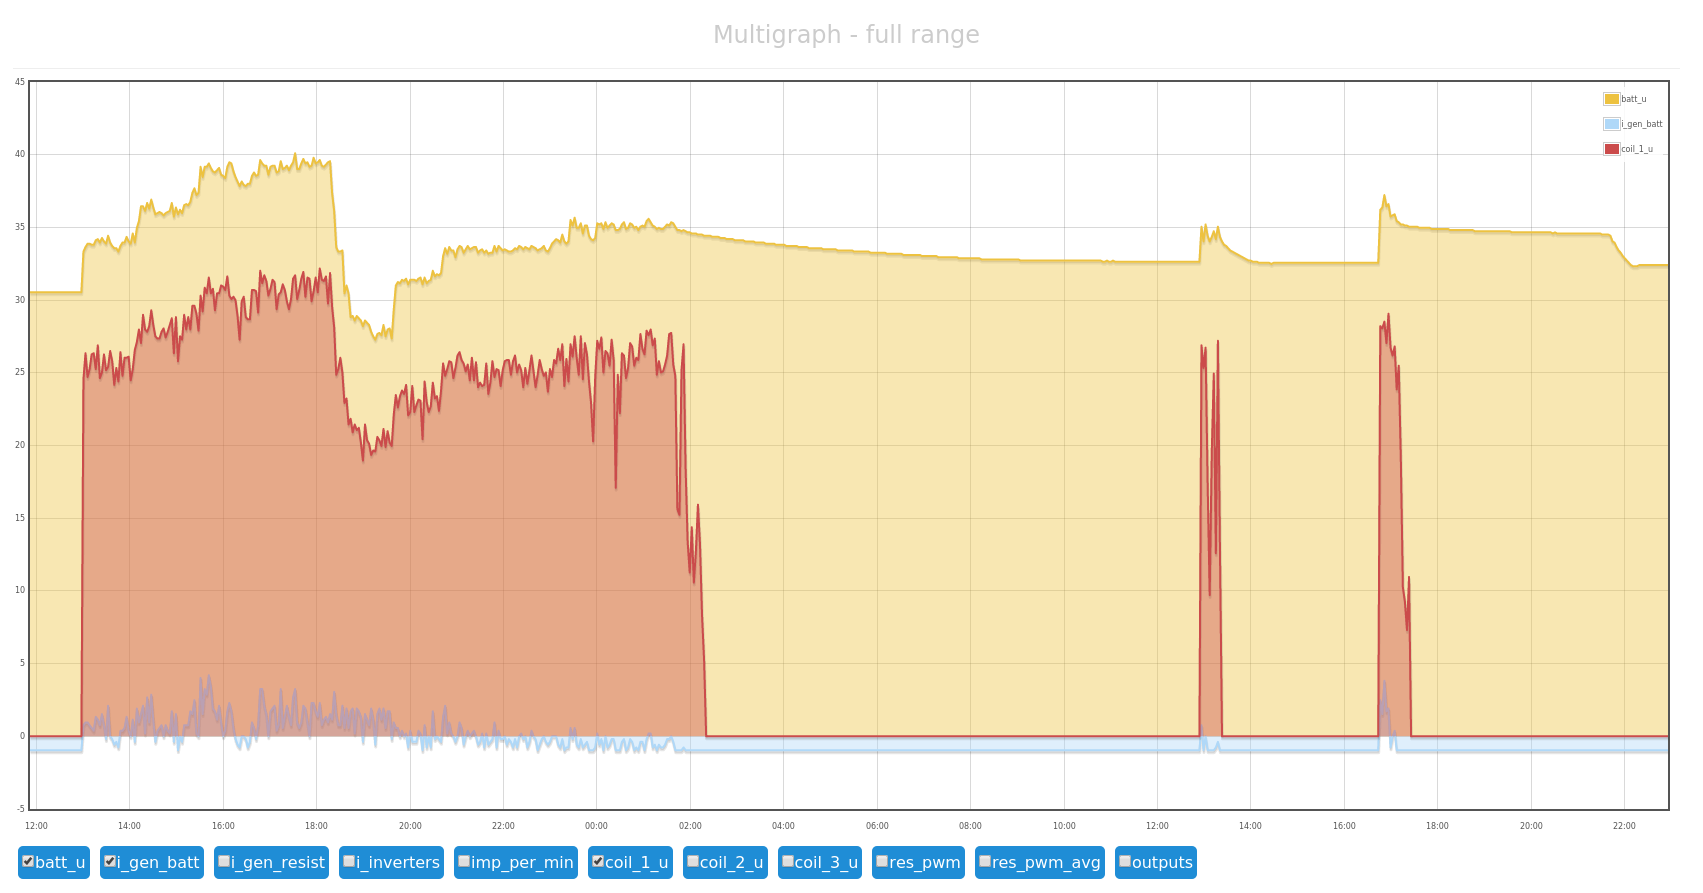 Multigraph - full range
45
40
35
30
25
20
15
10
5
0
-5
batt_u
i_gen_batt
coil_1_u
12:00 14:00 16:00 18:00 20:00 22:00 00:00 02:00 04:00 06:00 08:00 10:00 12:00 14:00 16:00 18:00 20:00 22:00
batt_u i_gen_batt i_gen_resist i_inverters imp_per_min coil_1_u coil_2_u coil_3_u res_pwm res_pwm_avg outputs